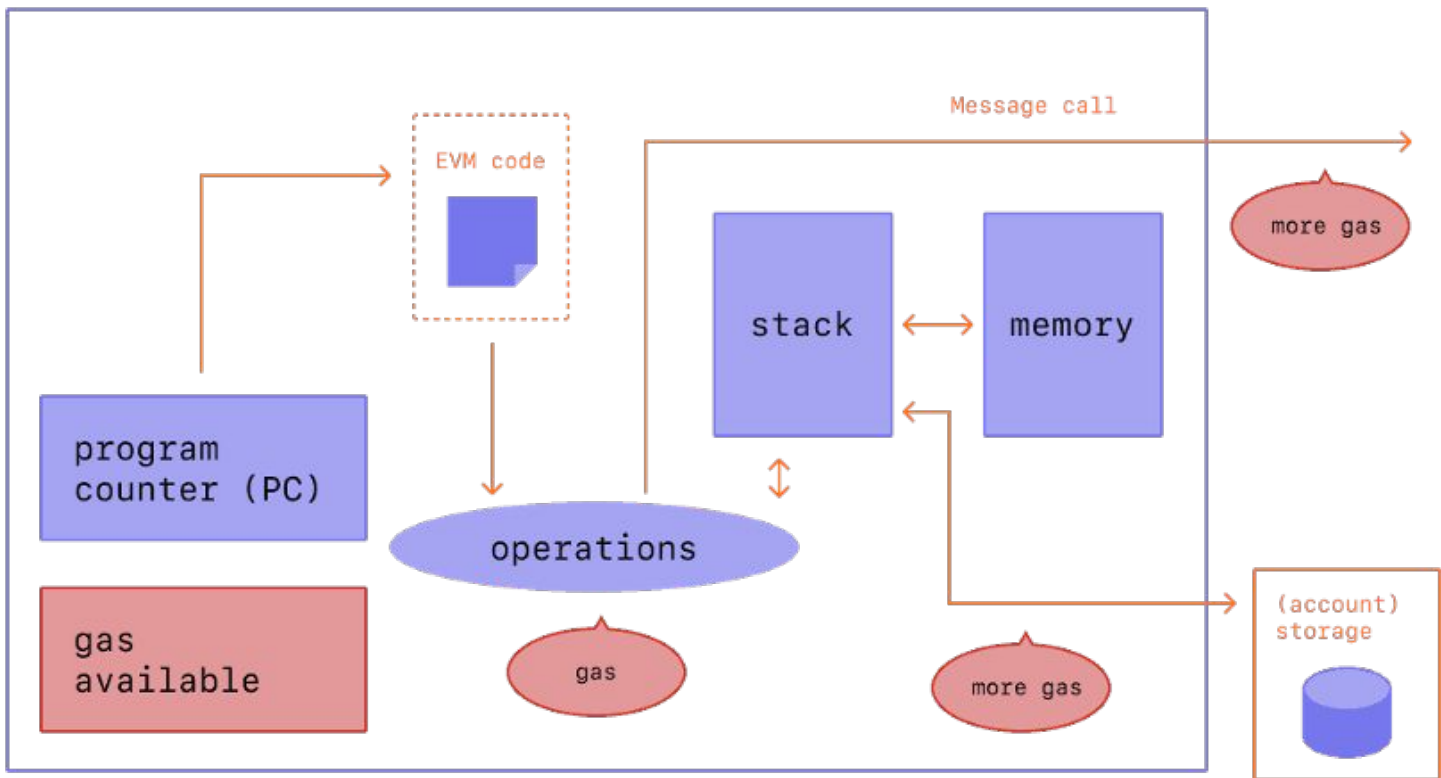 Message call
EVM code
more gas
stack
memory
program
counter (PC)
operations
(account)
storage
gas
available
gas
more gas